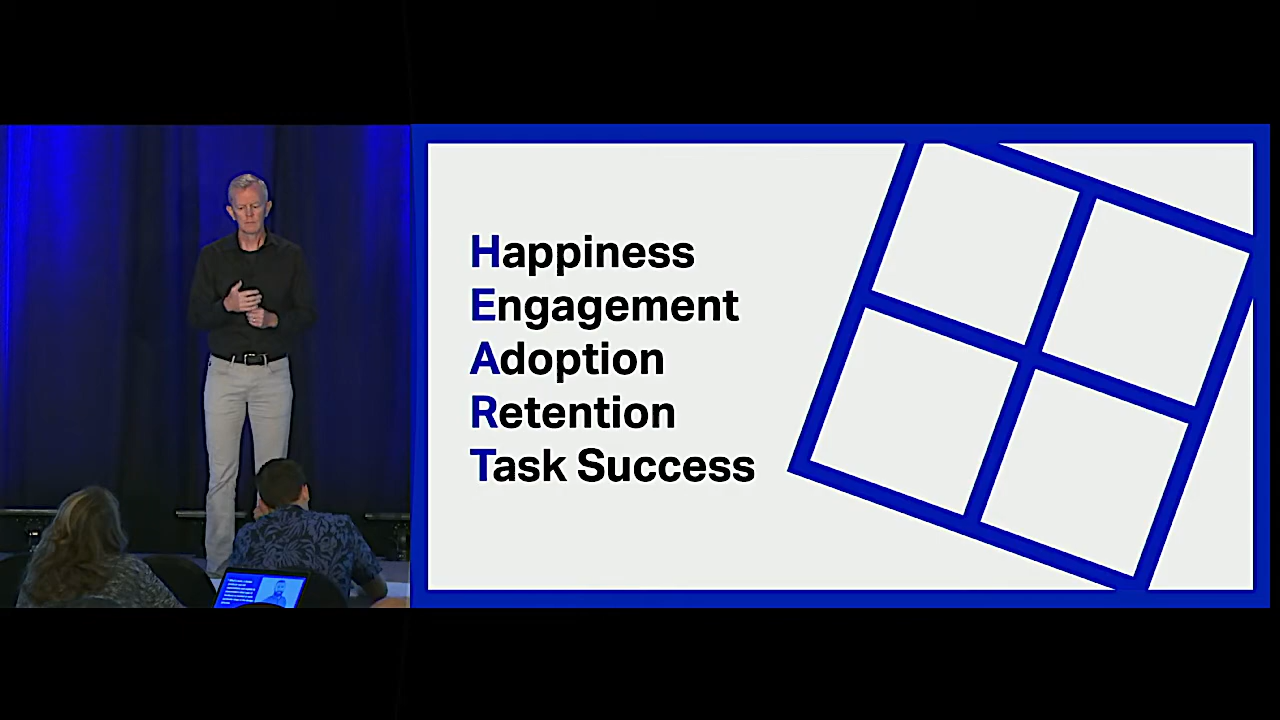 Happiness
Engagement
Adoption
Retention
Task Success